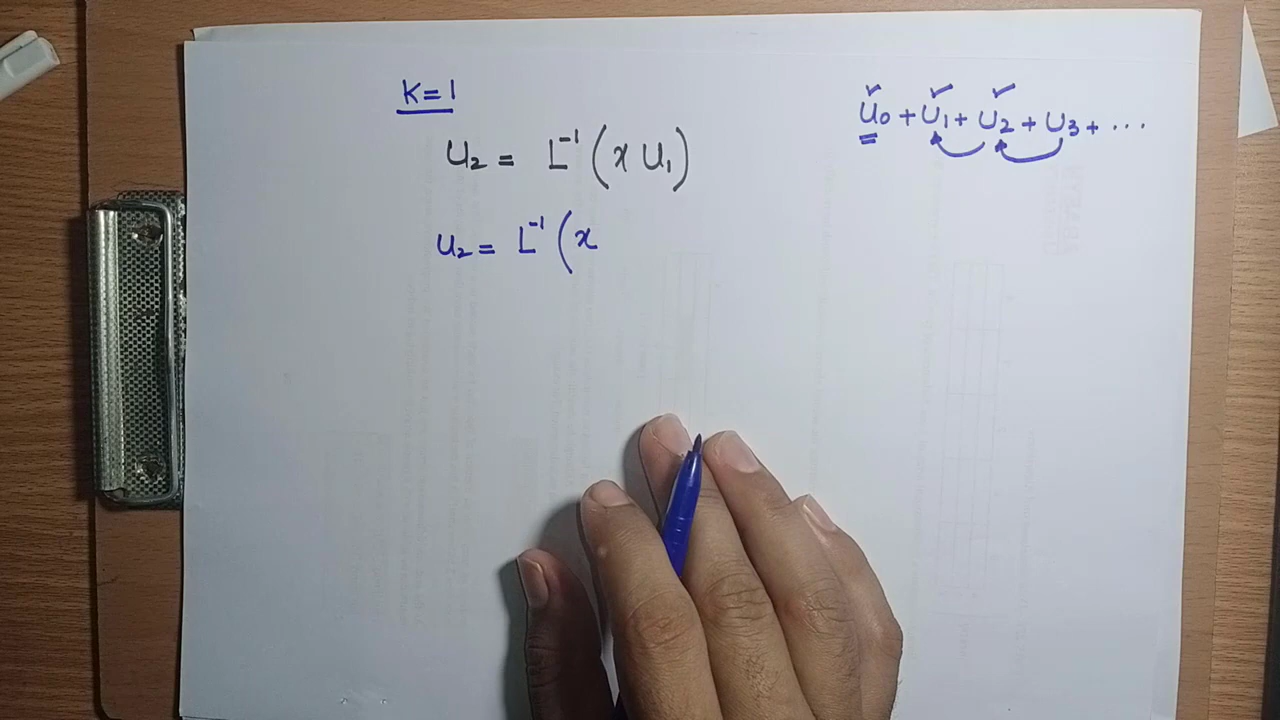 K=1
U₀ + U₁ + U₂ + U₃ + ...
U₂ = L⁻¹(x U₁)
U₂ = L⁻¹(x